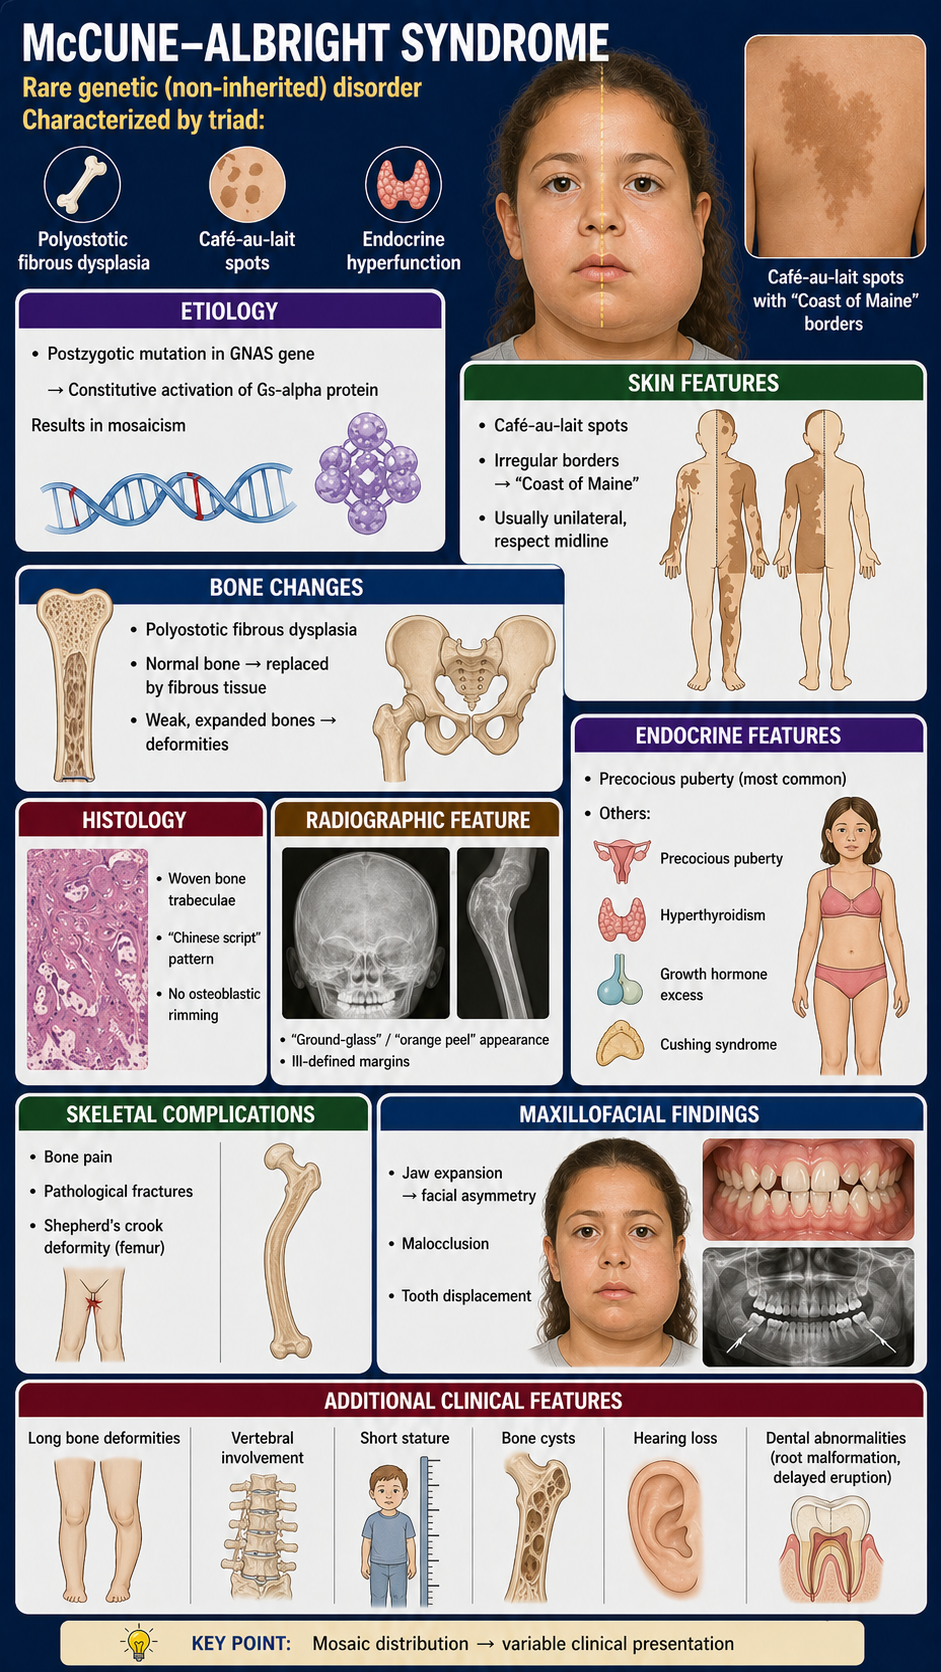 McCUNE–ALBRIGHT SYNDROME
Rare genetic (non-inherited) disorder
Characterized by triad:
Polyostotic
fibrous dysplasia
Café-au-lait
spots
Endocrine
hyperfunction
Café-au-lait spots
with “Coast of Maine”
borders
ETIOLOGY
• Postzygotic mutation in GNAS gene
→ Constitutive activation of Gs-alpha protein
Results in mosaicism
SKIN FEATURES
• Café-au-lait spots
• Irregular borders
→ “Coast of Maine”
• Usually unilateral,
respect midline
BONE CHANGES
• Polyostotic fibrous dysplasia
• Normal bone → replaced
by fibrous tissue
• Weak, expanded bones →
deformities
ENDOCRINE FEATURES
• Precocious puberty (most common)
• Others:
Precocious puberty
Hyperthyroidism
Growth hormone
excess
Cushing syndrome
HISTOLOGY
• Woven bone
trabeculae
• “Chinese script”
pattern
• No osteoblastic
rimming
RADIOGRAPHIC FEATURE
• “Ground-glass” / “orange peel” appearance
• Ill-defined margins
SKELETAL COMPLICATIONS
• Bone pain
• Pathological fractures
• Shepherd's crook
deformity (femur)
MAXILLOFACIAL FINDINGS
• Jaw expansion
→ facial asymmetry
• Malocclusion
• Tooth displacement
ADDITIONAL CLINICAL FEATURES
Long bone deformities
Vertebral
involvement
Short stature
Bone cysts
Hearing loss
Dental abnormalities
(root malformation,
delayed eruption)
KEY POINT: Mosaic distribution → variable clinical presentation